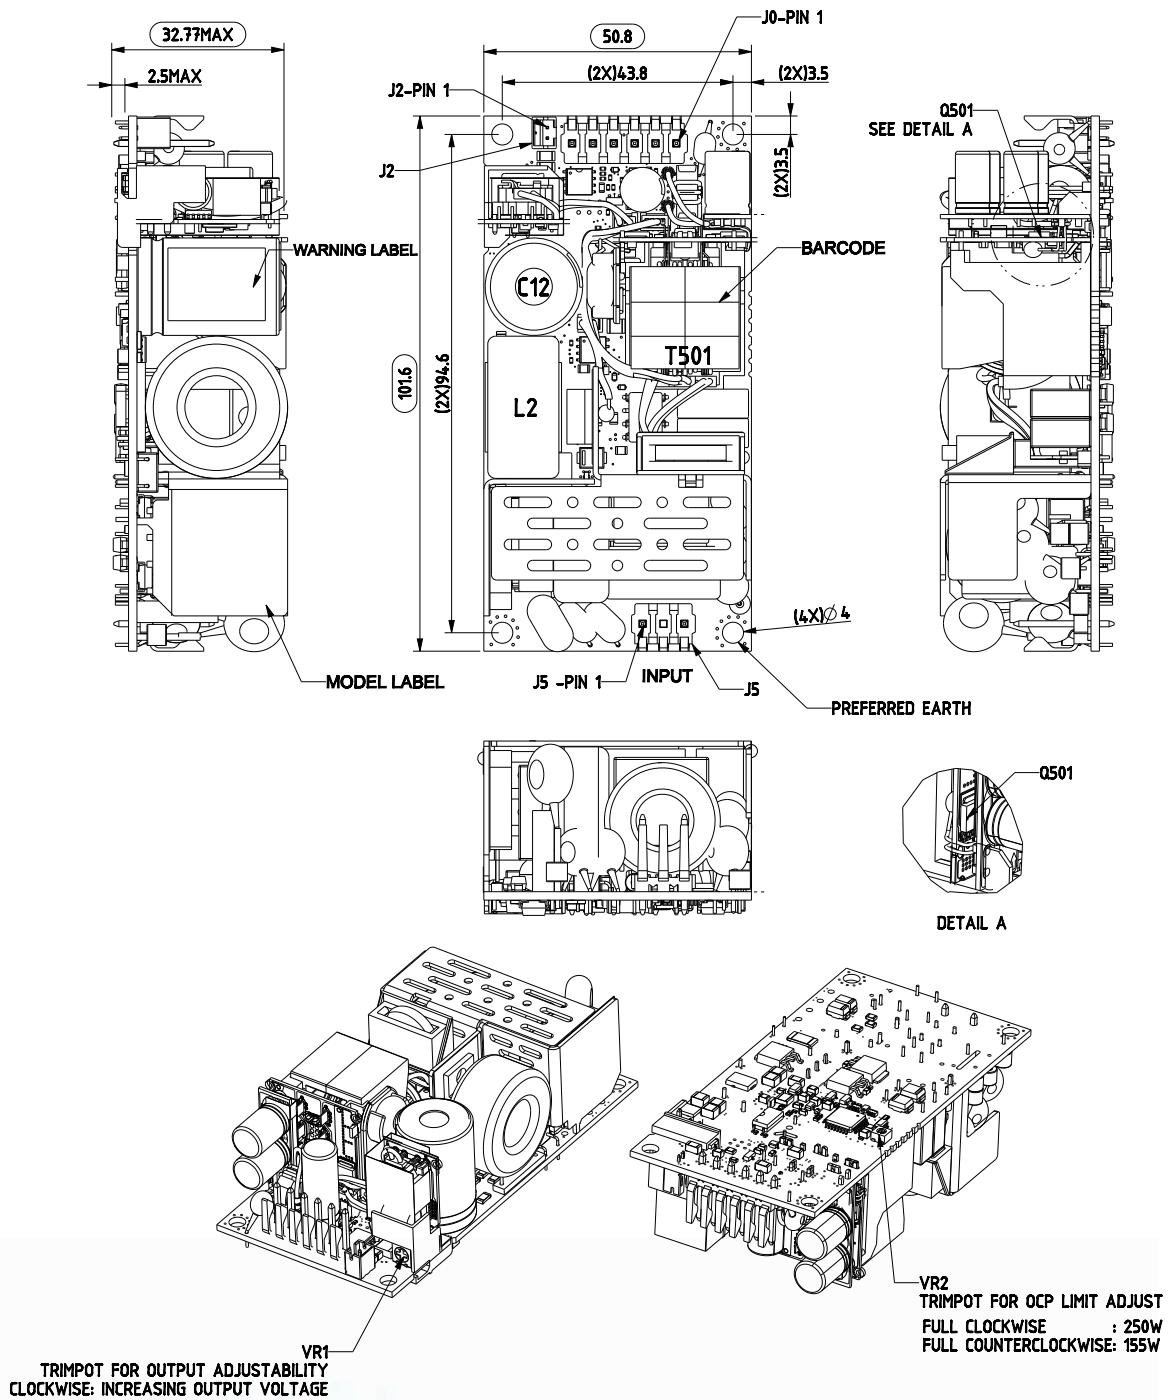 J0-PIN 1
32.77MAX
50.8
2.5MAX
(2X)43.8
(2X)3.5
J2-PIN 1
Q501
SEE DETAIL A
J2
(2X)3.5
WARNING LABEL
BARCODE
C12
T501
101.6
(2X)94.6
L2
(4X)Ø 4
MODEL LABEL
J5 -PIN 1
INPUT
J5
PREFERRED EARTH
Q501
DETAIL A
VR2
TRIMPOT FOR OCP LIMIT ADJUST
FULL CLOCKWISE : 250W
FULL COUNTERCLOCKWISE: 155W
VR1
TRIMPOT FOR OUTPUT ADJUSTABILITY
CLOCKWISE: INCREASING OUTPUT VOLTAGE